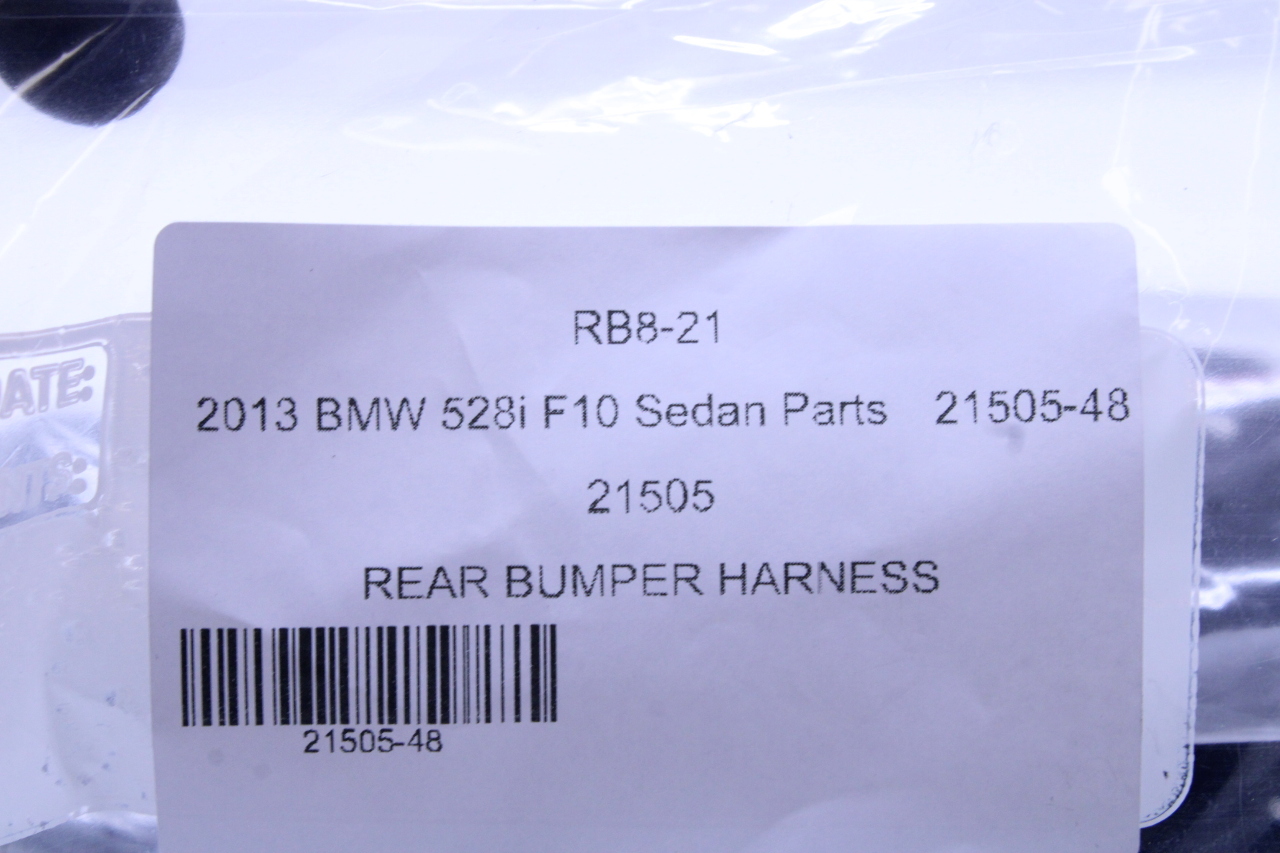 RB8-21
2013 BMW 528i F10 Sedan Parts 21505-48
21505
REAR BUMPER HARNESS
21505-48